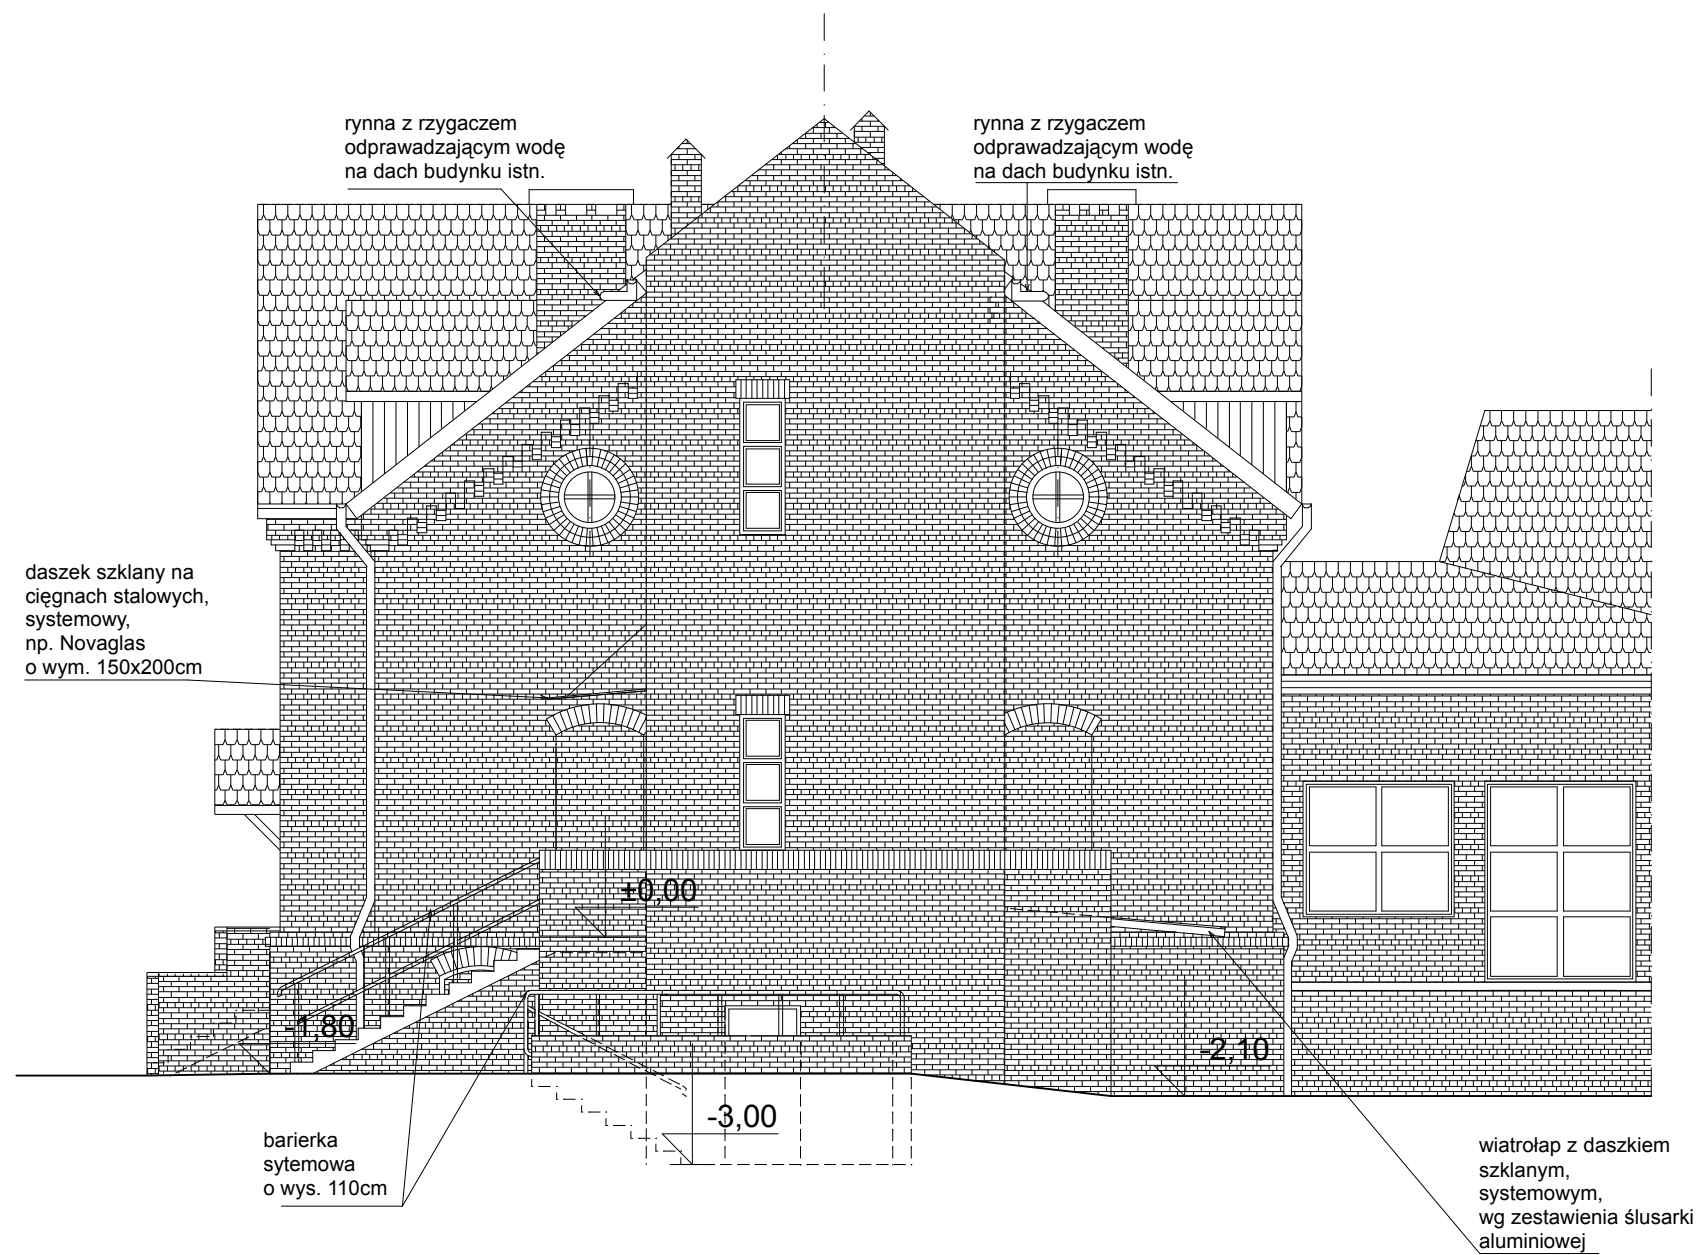 rynna z rzygaczem
odprawadzającym wodę
na dach budynku istn.
rynna z rzygaczem
odprawadzającym wodę
na dach budynku istn.
daszek szklany na
cięgnach stalowych,
systemowy,
np. Novaglas
o wym. 150x200cm
±0,00
-1,80
-2,10
-3,00
barierka
sytemowa
o wys. 110cm
wiatrołap z daszkiem
szklanym,
systemowym,
wg zestawienia ślusarki
aluminiowej